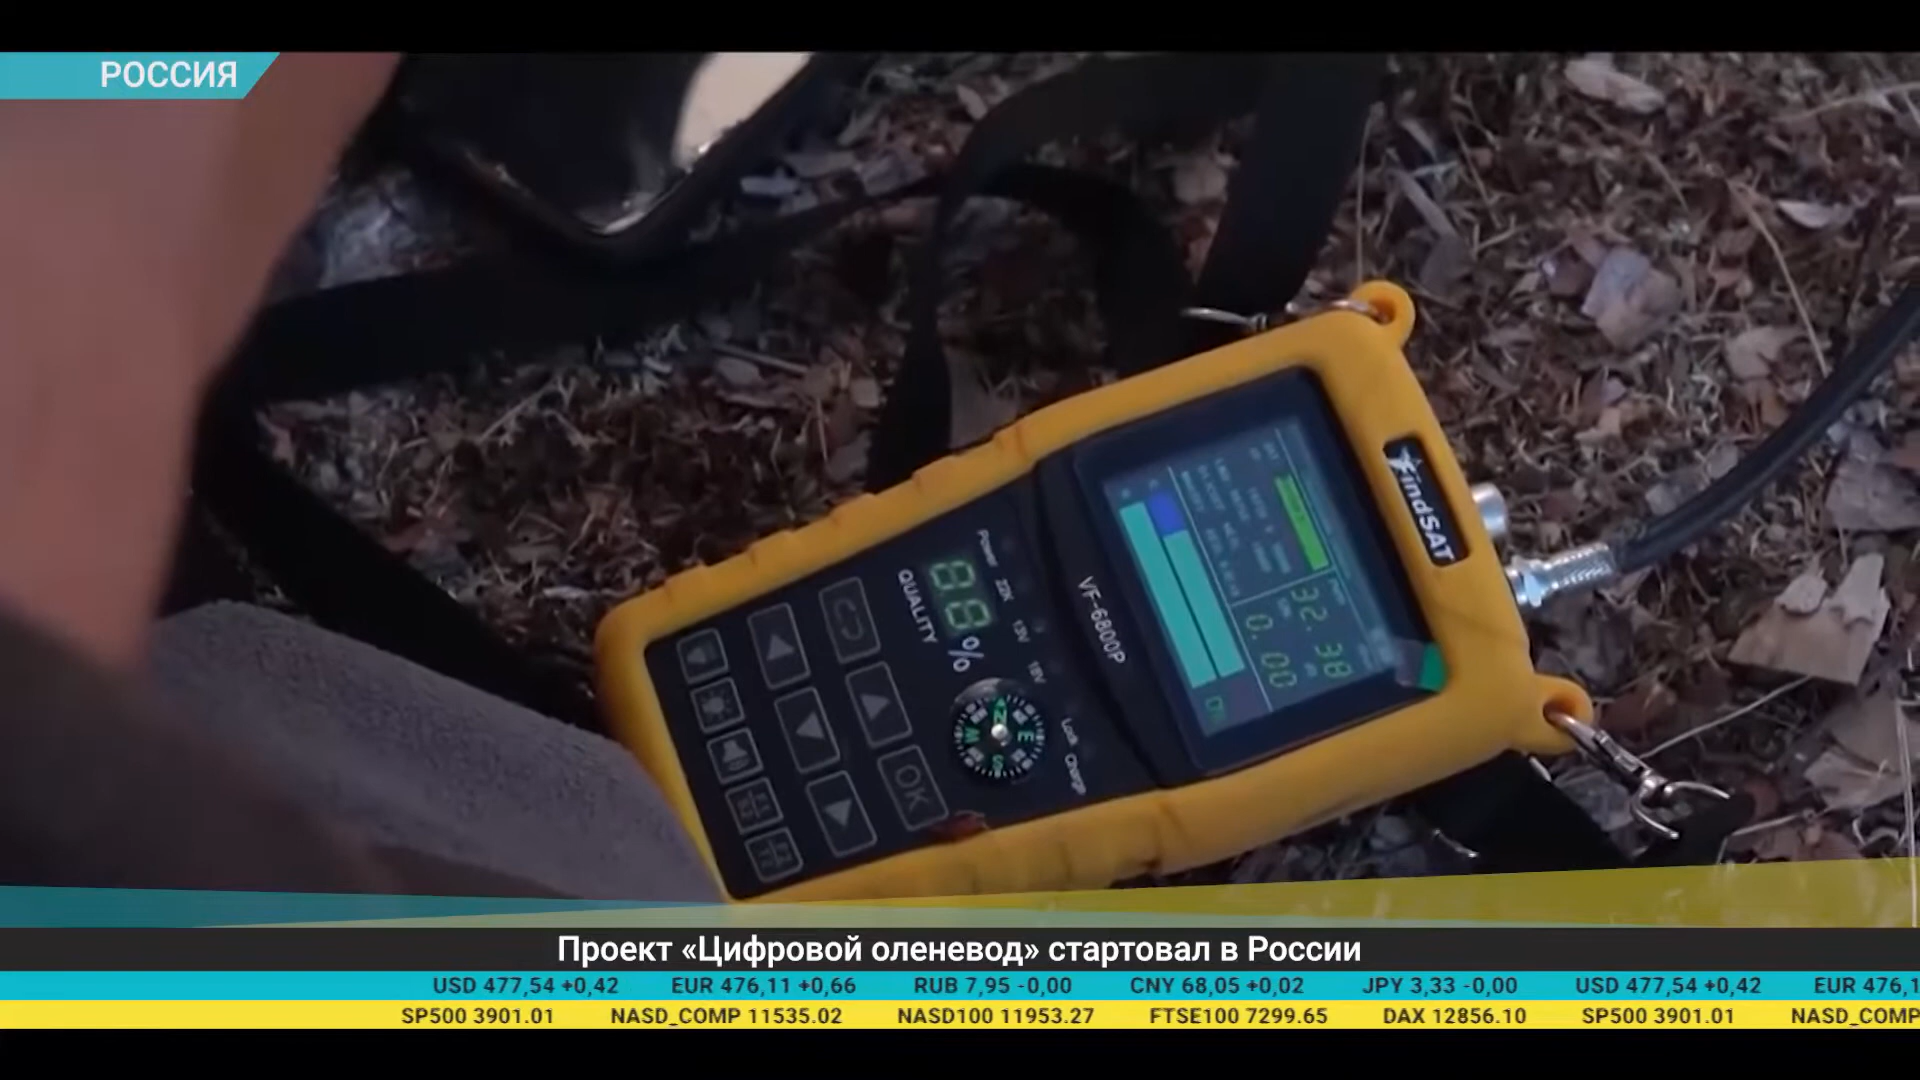 РОССИЯ
FindSAT
VF-6800P
32.38
0.00
Power
22K
13V
18V
Lock
Charge
88
%
QUALITY
N
E
S
W
OK
Проект «Цифровой оленевод» стартовал в России
USD 477,54 +0,42 EUR 476,11 +0,66 RUB 7,95 -0,00 CNY 68,05 +0,02 JPY 3,33 -0,00 USD 477,54 +0,42 EUR 476,1
SP500 3901.01 NASD_COMP 11535.02 NASD100 11953.27 FTSE100 7299.65 DAX 12856.10 SP500 3901.01 NASD_COMP